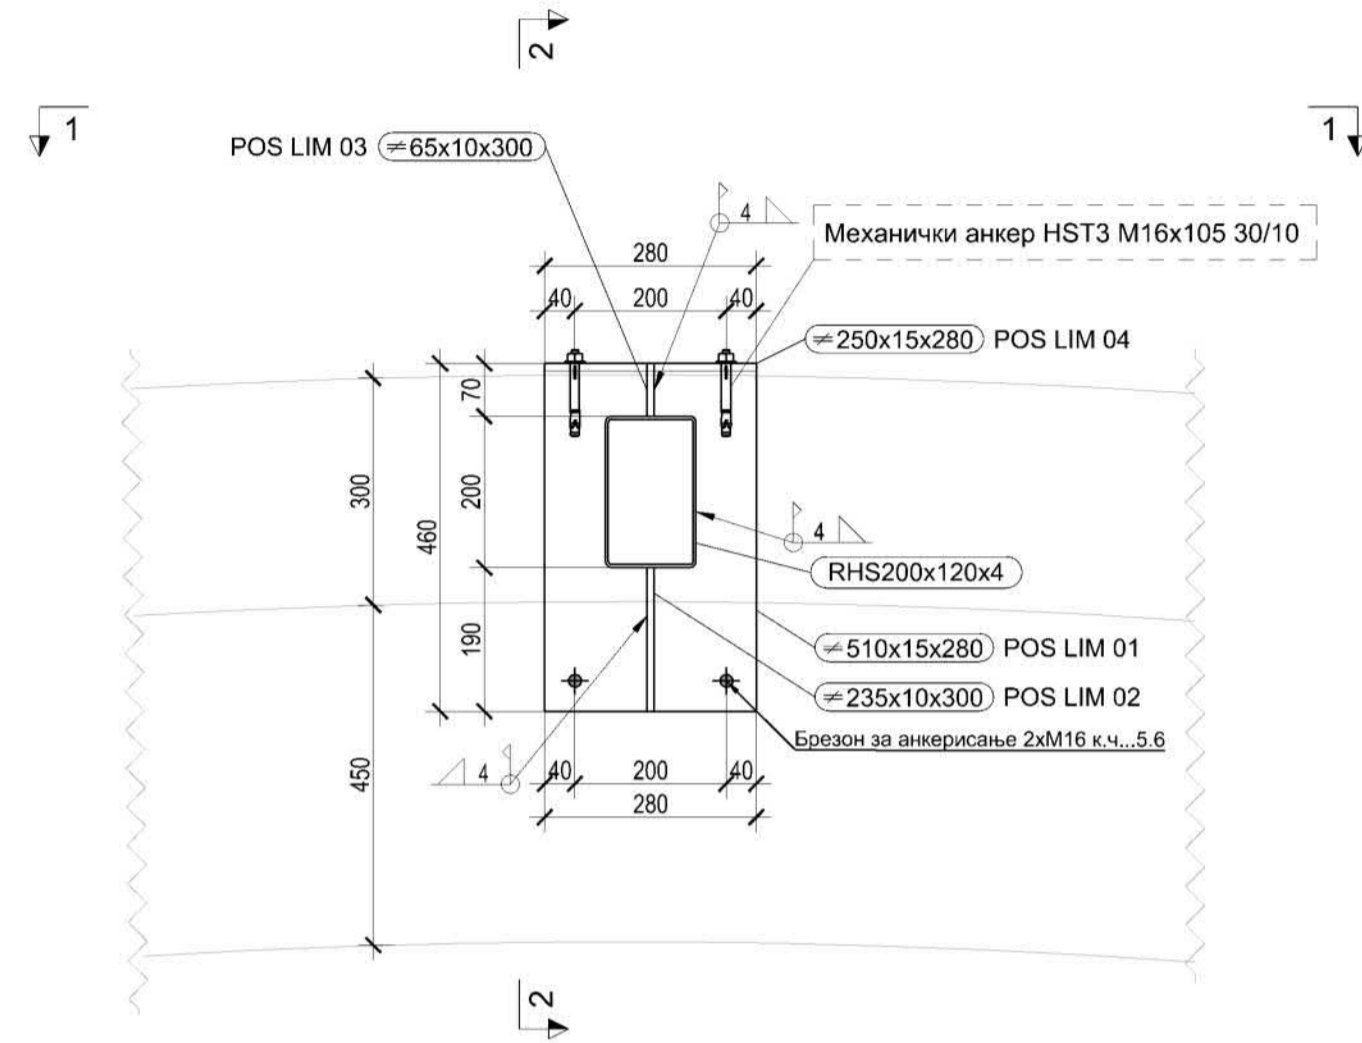 2
1
1
POS LIM 03 ≠65x10x300
4
Механички анкер HST3 M16x105 30/10
280
40 200 40
≠250x15x280 POS LIM 04
70
300
460
200
4
RHS200x120x4
190
≠510x15x280 POS LIM 01
≠235x10x300 POS LIM 02
Брезон за анкерисање 2xM16 к.ч...5.6
450
4
40 200 40
280
2